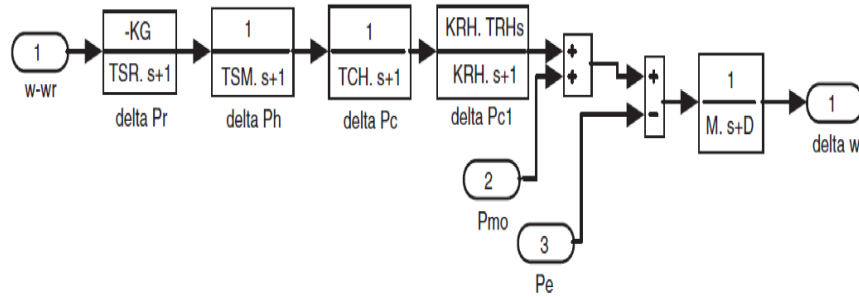 1
w-wr
-KG
TSR. s+1
delta Pr
1
TSM. s+1
delta Ph
1
TCH. s+1
delta Pc
KRH. TRHs
KRH. s+1
delta Pc1
+
+
2
Pmo
+
-
3
Pe
1
M. s+D
1
delta w